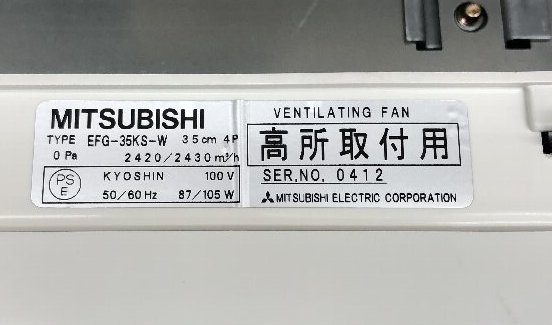 MITSUBISHI
TYPE EFG-35KS-W 35cm 4P
0 Pa 2420/2430 m³/h
PS E KYOSHIN 100 V
50/60 Hz 87/105 W
VENTILATING FAN
高所取付用
SER.NO. 0412
MITSUBISHI ELECTRIC CORPORATION